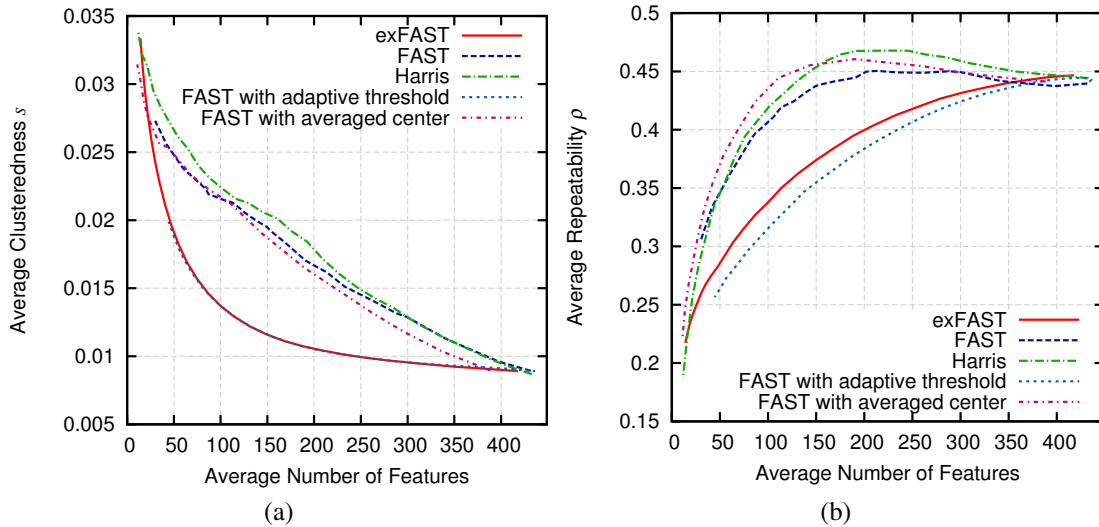 0.035
0.03
0.025
0.02
0.015
0.01
0.005
Average Clusteredness s
exFAST
FAST
Harris
FAST with adaptive threshold
FAST with averaged center
0 50 100 150 200 250 300 350 400
Average Number of Features
(a)
0.5
0.45
0.4
0.35
0.3
0.25
0.2
0.15
Average Repeatability ρ
exFAST
FAST
Harris
FAST with adaptive threshold
FAST with averaged center
0 50 100 150 200 250 300 350 400
Average Number of Features
(b)